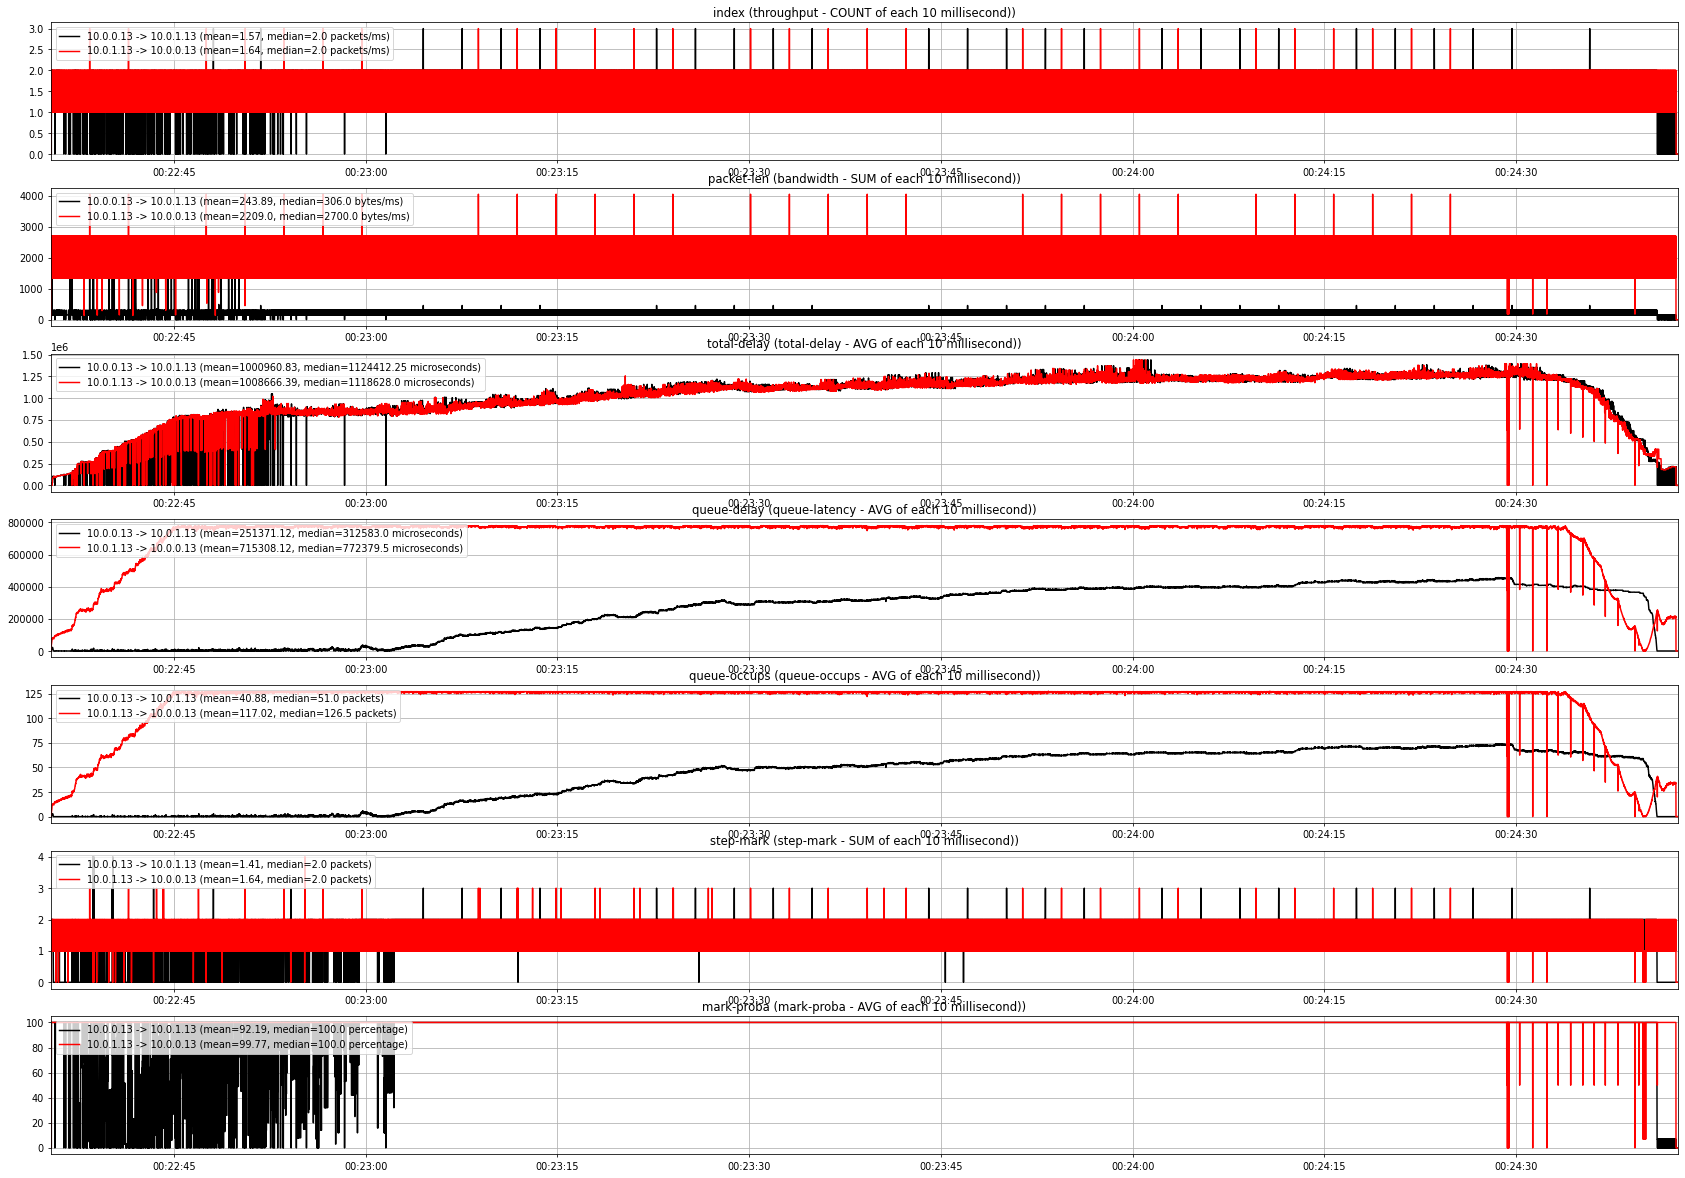 index (throughput - COUNT of each 10 millisecond))
3.0
2.5
2.0
1.5
1.0
0.5
0.0
10.0.0.13 -> 10.0.1.13 (mean=1.57, median=2.0 packets/ms)
10.0.1.13 -> 10.0.0.13 (mean=1.64, median=2.0 packets/ms)
00:22:45 00:23:00 00:23:15 00:23:30 00:23:45 00:24:00 00:24:15 00:24:30
packet-len (bandwidth - SUM of each 10 millisecond))
4000
3000
2000
1000
0
10.0.0.13 -> 10.0.1.13 (mean=243.89, median=306.0 bytes/ms)
10.0.1.13 -> 10.0.0.13 (mean=2209.0, median=2700.0 bytes/ms)
00:22:45 00:23:00 00:23:15 00:23:30 00:23:45 00:24:00 00:24:15 00:24:30
total-delay (total-delay - AVG of each 10 millisecond))
1e6
1.50
1.25
1.00
0.75
0.50
0.25
0.00
10.0.0.13 -> 10.0.1.13 (mean=1000960.83, median=1124412.25 microseconds)
10.0.1.13 -> 10.0.0.13 (mean=1008666.39, median=1118628.0 microseconds)
00:22:45 00:23:00 00:23:15 00:23:30 00:23:45 00:24:00 00:24:15 00:24:30
queue-delay (queue-latency - AVG of each 10 millisecond))
800000
600000
400000
200000
0
10.0.0.13 -> 10.0.1.13 (mean=251371.12, median=312583.0 microseconds)
10.0.1.13 -> 10.0.0.13 (mean=715308.12, median=772379.5 microseconds)
00:22:45 00:23:00 00:23:15 00:23:30 00:23:45 00:24:00 00:24:15 00:24:30
queue-occups (queue-occups - AVG of each 10 millisecond))
125
100
75
50
25
0
10.0.0.13 -> 10.0.1.13 (mean=40.88, median=51.0 packets)
10.0.1.13 -> 10.0.0.13 (mean=117.02, median=126.5 packets)
00:22:45 00:23:00 00:23:15 00:23:30 00:23:45 00:24:00 00:24:15 00:24:30
step-mark (step-mark - SUM of each 10 millisecond))
4
3
2
1
0
10.0.0.13 -> 10.0.1.13 (mean=1.41, median=2.0 packets)
10.0.1.13 -> 10.0.0.13 (mean=1.64, median=2.0 packets)
00:22:45 00:23:00 00:23:15 00:23:30 00:23:45 00:24:00 00:24:15 00:24:30
mark-proba (mark-proba - AVG of each 10 millisecond))
100
80
60
40
20
0
10.0.0.13 -> 10.0.1.13 (mean=92.19, median=100.0 percentage)
10.0.1.13 -> 10.0.0.13 (mean=99.77, median=100.0 percentage)
00:22:45 00:23:00 00:23:15 00:23:30 00:23:45 00:24:00 00:24:15 00:24:30